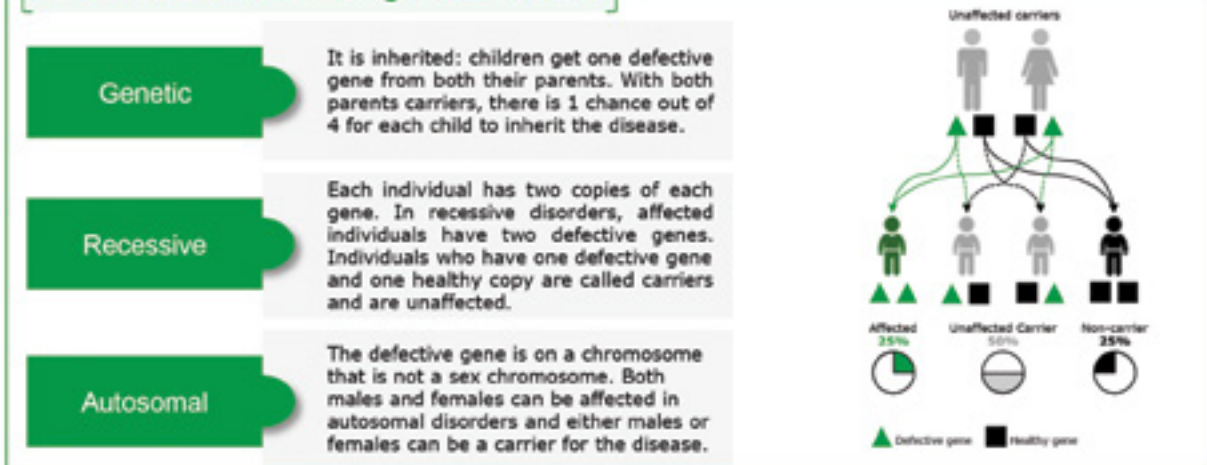 Genetic
It is inherited: children get one defective
gene from both their parents. With both
parents carriers, there is 1 chance out of
4 for each child to inherit the disease.
Recessive
Each individual has two copies of each
gene. In recessive disorders, affected
individuals have two defective genes.
Individuals who have one defective gene
and one healthy copy are called carriers
and are unaffected.
Autosomal
The defective gene is on a chromosome
that is not a sex chromosome. Both
males and females can be affected in
autosomal disorders and either males or
females can be a carrier for the disease.
Unaffected carriers
Affected
25%
Unaffected Carrier
50%
Non-carrier
25%
Defective gene
Healthy gene